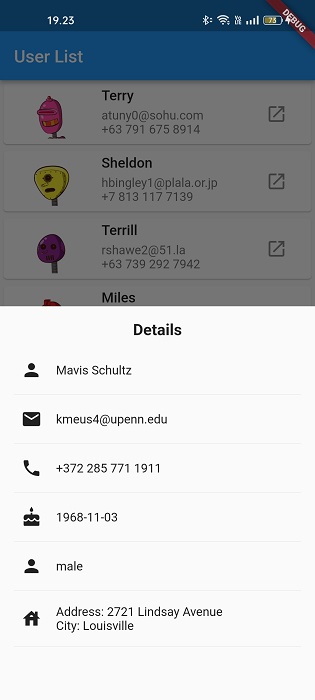 19.23
73
DEBUG
User List
Terry
atuny0@sohu.com
+63 791 675 8914
Sheldon
hbingley1@plala.or.jp
+7 813 117 7139
Terrill
rshawe2@51.la
+63 739 292 7942
Miles
Details
Mavis Schultz
kmeus4@upenn.edu
+372 285 771 1911
1968-11-03
male
Address: 2721 Lindsay Avenue
City: Louisville